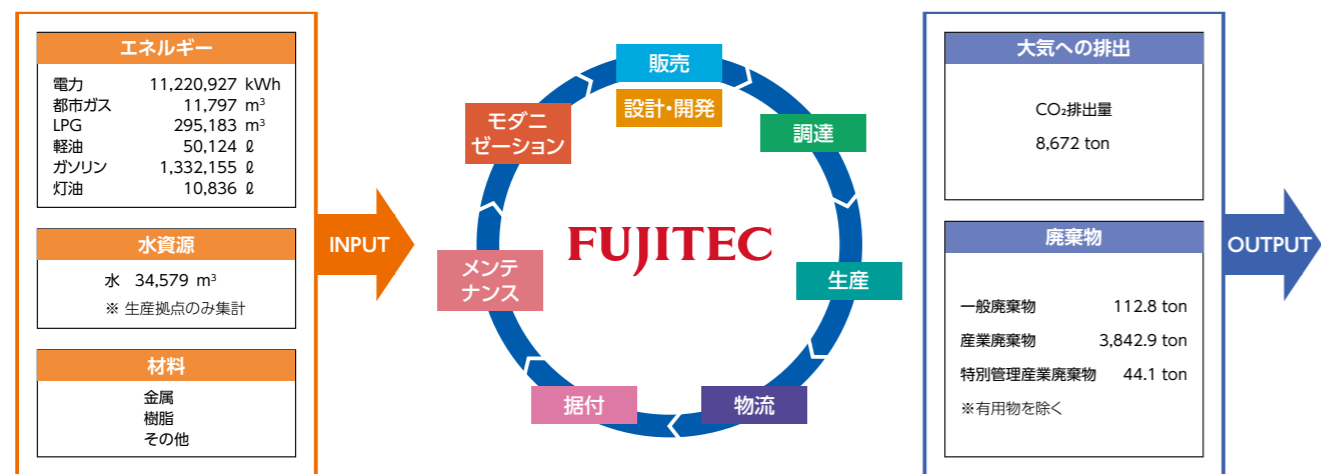 エネルギー
電力 11,220,927 kWh
都市ガス 11,797 m³
LPG 295,183 m³
軽油 50,124 ℓ
ガソリン 1,332,155 ℓ
灯油 10,836 ℓ
水資源
水 34,579 m³
※ 生産拠点のみ集計
材料
金属
樹脂
その他
INPUT
販売
設計・開発
調達
生産
物流
据付
メンテ
ナンス
モダニ
ゼーション
FUJITEC
大気への排出
CO₂排出量
8,672 ton
廃棄物
一般廃棄物 112.8 ton
産業廃棄物 3,842.9 ton
特別管理産業廃棄物 44.1 ton
※有用物を除く
OUTPUT